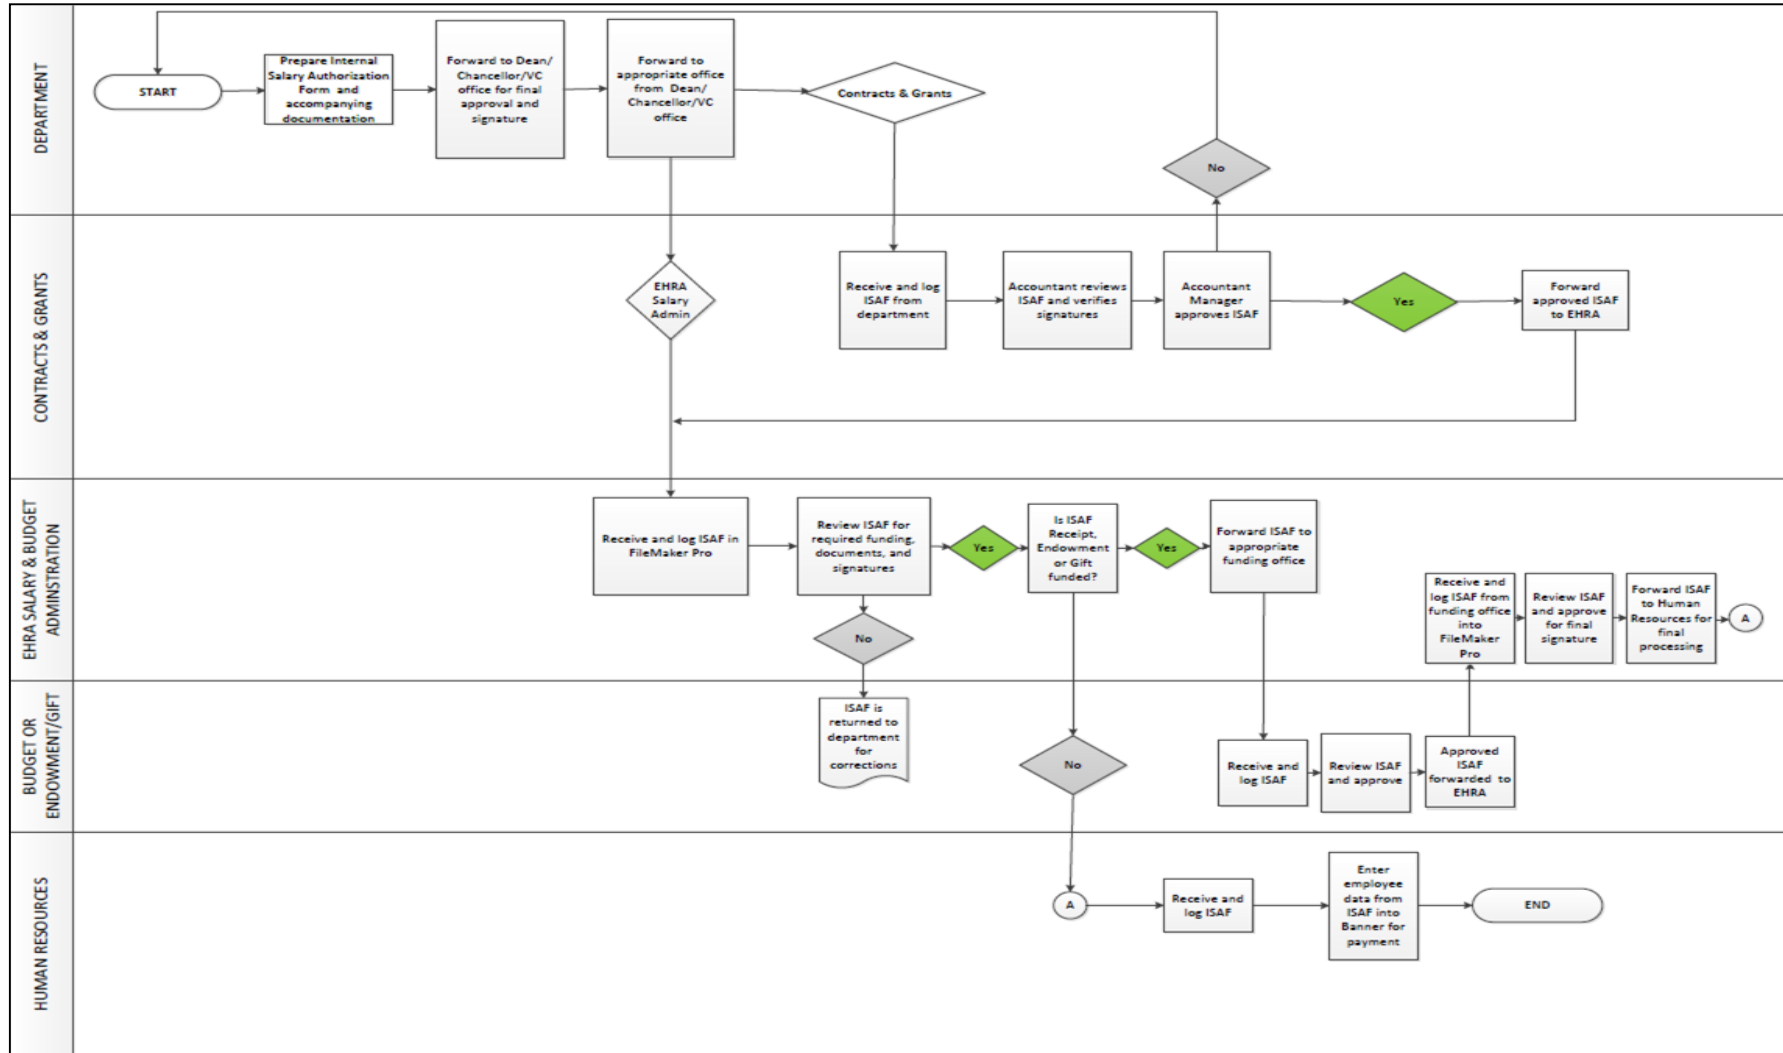 DEPARTMENT
START
Prepare Internal
Salary Authorization
Form and
accompanying
documentation
Forward to Dean/
Chancellor/VC
office for final
approval and
signature
Forward to
appropriate office
from Dean/
Chancellor/VC
office
Contracts & Grants
No
CONTRACTS & GRANTS
EHRA
Salary
Admin
Receive and log
ISAF from
department
Accountant reviews
ISAF and verifies
signatures
Accountant
Manager
approves ISAF
Yes
Forward
approved ISAF
to EHRA
EHRA SALARY & BUDGET
ADMINSTRATION
Receive and log ISAF in
FileMaker Pro
Review ISAF for
required funding,
documents, and
signatures
Yes
No
Is ISAF
Receipt,
Endowment
or Gift
funded?
Yes
Forward ISAF to
appropriate
funding office
Receive and
log ISAF from
funding office
into
FileMaker
Pro
Review ISAF
and approve
for final
signature
Forward ISAF
to Human
Resources for
final
processing
A
BUDGET OR
ENDOWMENT/GIFT
ISAF is
returned to
department
for
corrections
No
Receive and
log ISAF
Review ISAF
and approve
Approved
ISAF
forwarded to
EHRA
HUMAN RESOURCES
A
Receive and
log ISAF
Enter
employee
data from
ISAF into
Banner for
payment
END